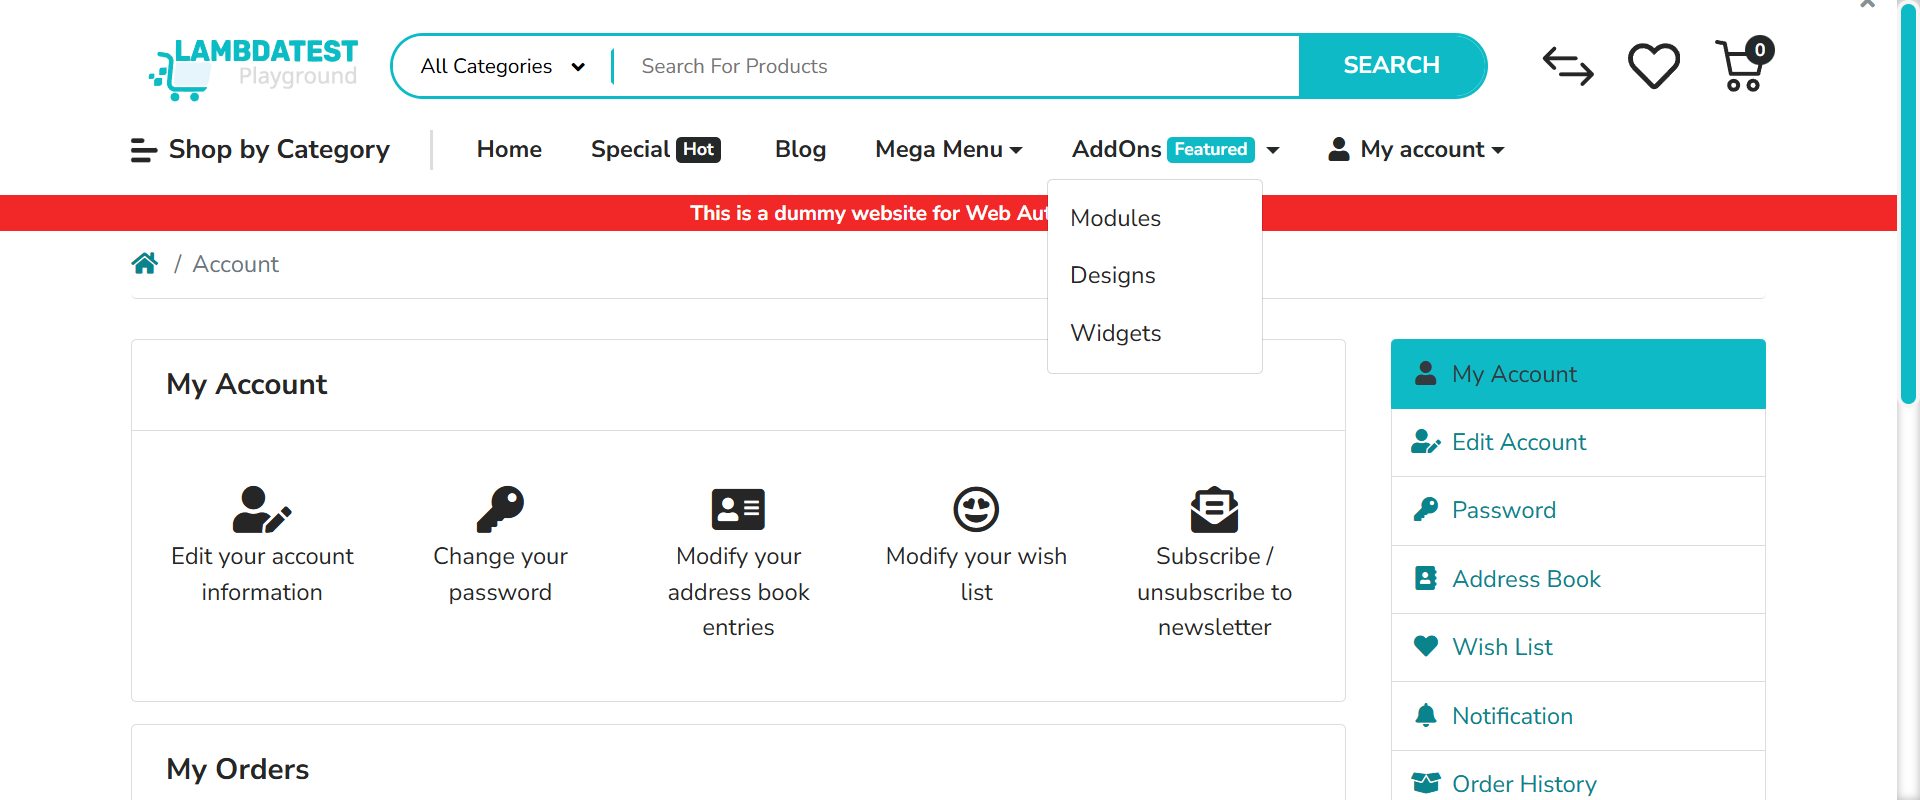 LAMBDATEST
Playground
All Categories
Search For Products
SEARCH
0
Shop by Category
Home
Special Hot
Blog
Mega Menu
AddOns Featured
My account
This is a dummy website for Web
Modules
Designs
Widgets
/ Account
My Account
Edit your account
information
Change your
password
Modify your
address book
entries
Modify your wish
list
Subscribe /
unsubscribe to
newsletter
My Orders
My Account
Edit Account
Password
Address Book
Wish List
Notification
Order History